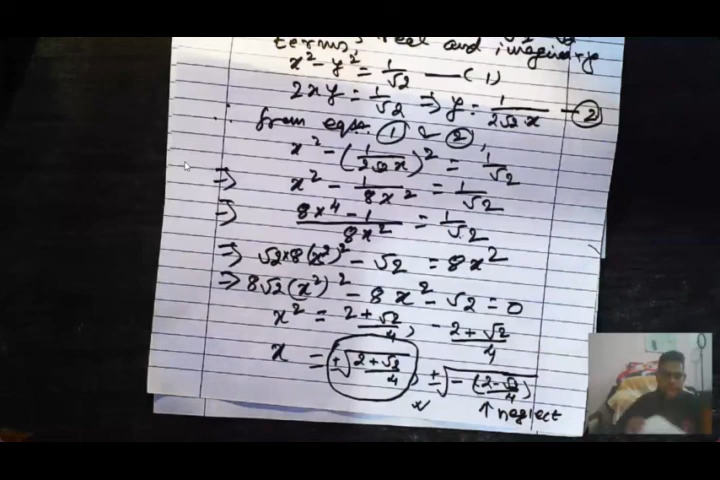 terms, real and imaginary
x² - y² = 1/√2 —(1)
2xy = 1/√2 ⇒ y = 1/(2√2 x) —(2)
∴ from eqn. (1) & (2),
x² - (1/(2√2x))² = 1/√2
⇒ x² - 1/(8x²) = 1/√2
⇒ (8x⁴ - 1)/(8x²) = 1/√2
⇒ √2×8(x²)² - √2 = 8x²
⇒ 8√2(x²)² - 8x² - √2 = 0
x² = (2+√2)/4, -(2+√2)/4
x = ±√((2+√2)/4), ±√(-(2-√2)/4)
↑ neglect